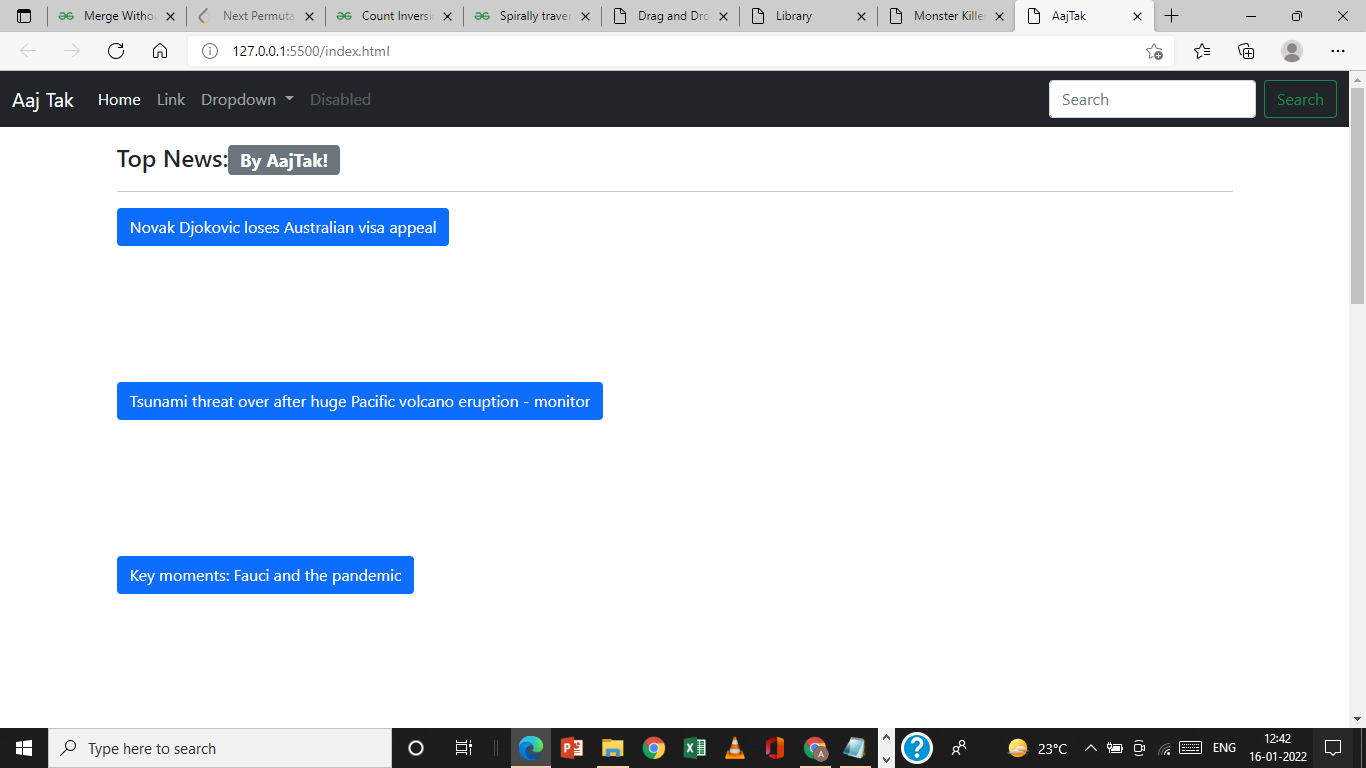 Merge Withou Next Permuta Count Inversi Spirally traver Drag and Dro Library Monster Killer AajTak
127.0.0.1:5500/index.html
Aaj Tak Home Link Dropdown Disabled Search Search
Top News: By AajTak!
Novak Djokovic loses Australian visa appeal
Tsunami threat over after huge Pacific volcano eruption - monitor
Key moments: Fauci and the pandemic
Type here to search 23°C ENG 12:42
16-01-2022